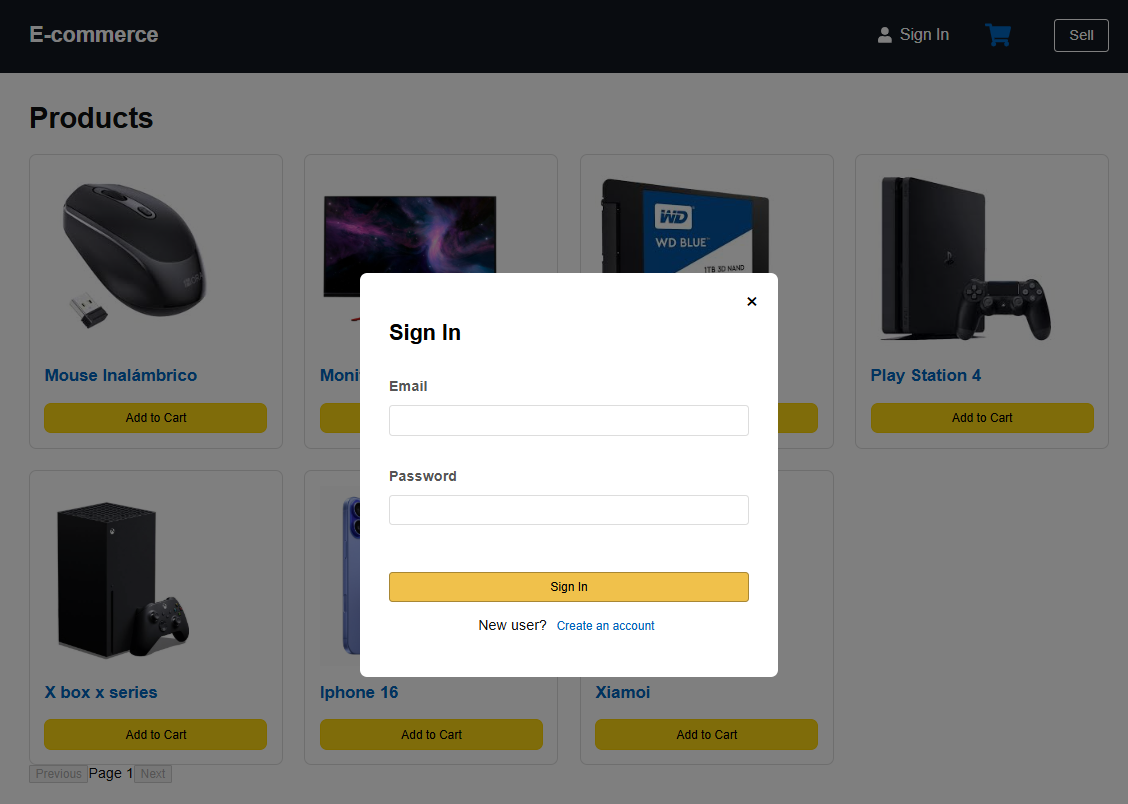 E-commerce
Sign In
Sell
Products
WD
WD BLUE™
1TB 3D NAND
Mouse Inalámbrico
Add to Cart
Moni
Play Station 4
Add to Cart
×
Sign In
Email
Password
Sign In
New user? Create an account
X box x series
Add to Cart
Iphone 16
Add to Cart
Xiamoi
Add to Cart
Previous Page 1 Next